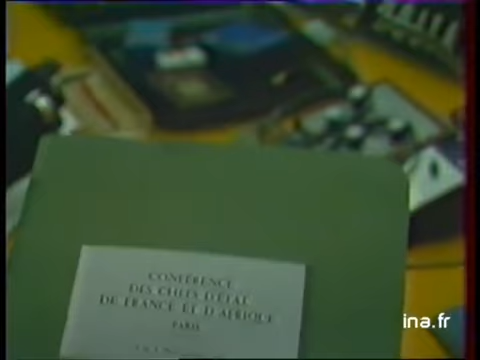 CONFÉRENCE
DES CHEFS D'ÉTAT
DE FRANCE ET D'AFRIQUE
PARIS
ina.fr